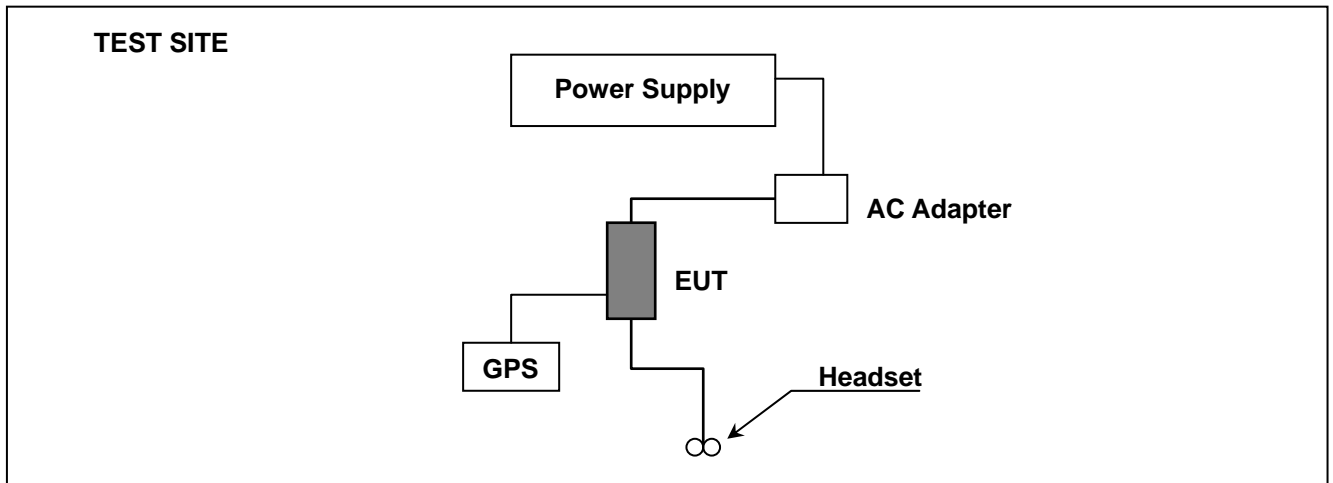 TEST SITE
Power Supply
AC Adapter
EUT
GPS
Headset